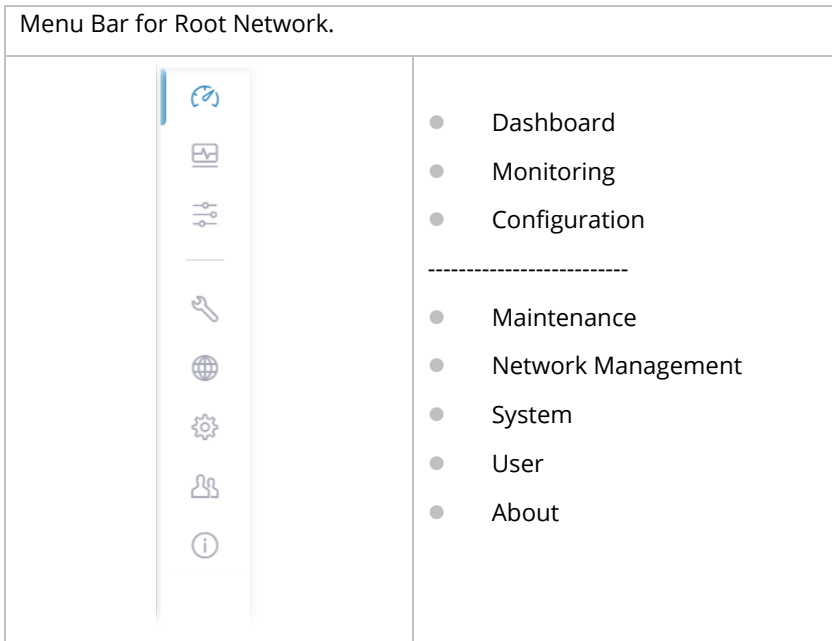 Menu Bar for Root Network.
Dashboard
Monitoring
Configuration
--------------------------
Maintenance
Network Management
System
User
About